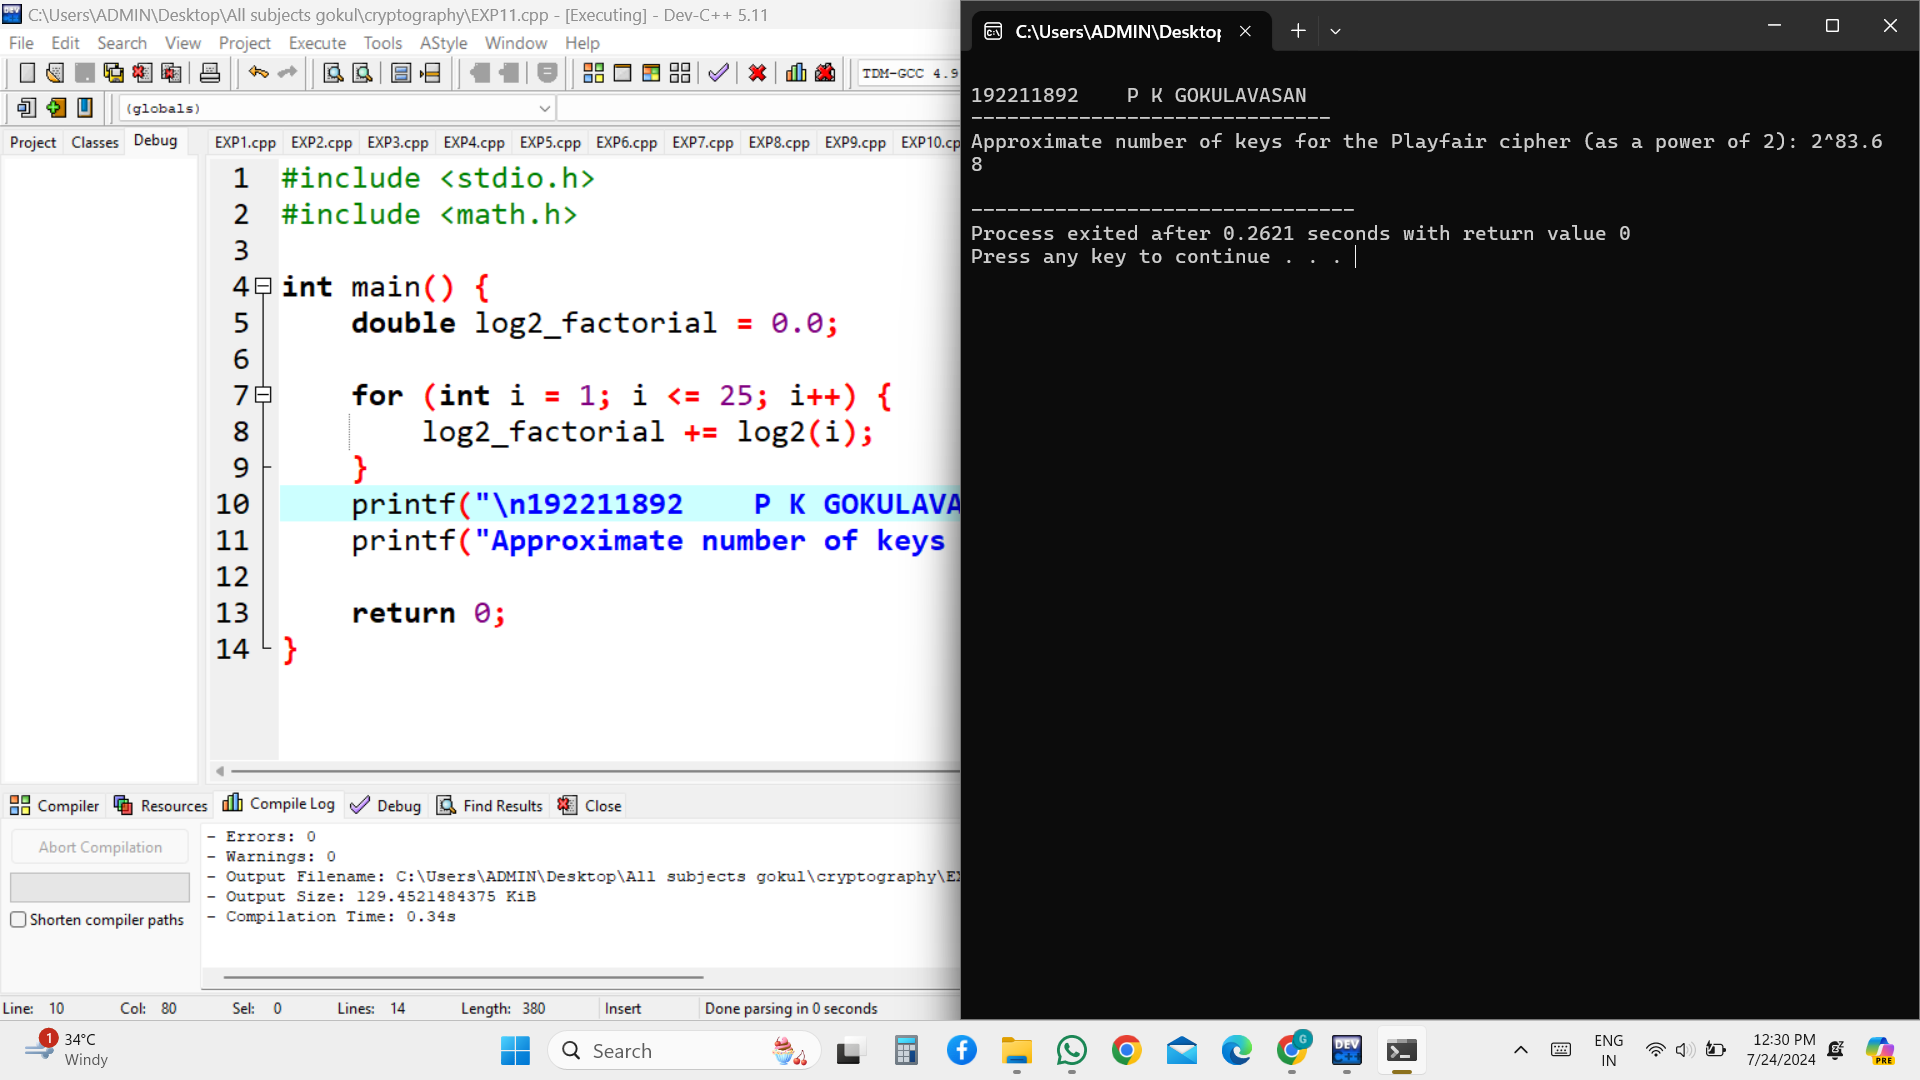 C:\Users\ADMIN\Desktop\All subjects gokul\cryptography\EXP11.cpp - [Executing] - Dev-C++ 5.11
File Edit Search View Project Execute Tools AStyle Window Help
TDM-GCC 4.9
(globals)
Project Classes Debug
EXP1.cpp EXP2.cpp EXP3.cpp EXP4.cpp EXP5.cpp EXP6.cpp EXP7.cpp EXP8.cpp EXP9.cpp EXP10.cp
1 #include <stdio.h>
2 #include <math.h>
3
4 int main() {
5 double log2_factorial = 0.0;
6
7 for (int i = 1; i <= 25; i++) {
8 log2_factorial += log2(i);
9 }
10 printf("\n192211892    P K GOKULAVA
11 printf("Approximate number of keys
12
13 return 0;
14 }
Compiler Resources Compile Log Debug Find Results Close
Abort Compilation
Shorten compiler paths
- Errors: 0
- Warnings: 0
- Output Filename: C:\Users\ADMIN\Desktop\All subjects gokul\cryptography\EX
- Output Size: 129.4521484375 KiB
- Compilation Time: 0.34s
Line: 10 Col: 80 Sel: 0 Lines: 14 Length: 380 Insert Done parsing in 0 seconds
C:\Users\ADMIN\Desktop
192211892    P K GOKULAVASAN
------------------------------
Approximate number of keys for the Playfair cipher (as a power of 2): 2^83.6
8
--------------------------------
Process exited after 0.2621 seconds with return value 0
Press any key to continue . . .
1
34°C
Windy
Search
G
DEV
C++
PRE
ENG
IN
12:30 PM
7/24/2024